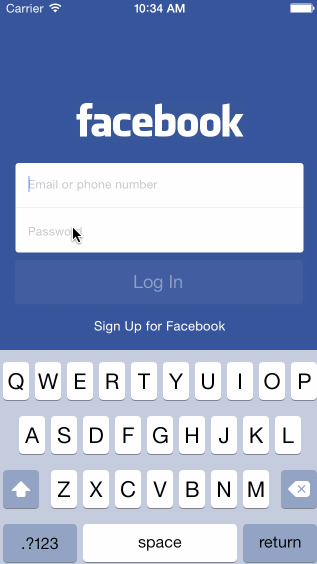 Carrier 10:34 AM
facebook
Email or phone number
Password
Log In
Sign Up for Facebook
Q W E R T Y U I O P
A S D F G H J K L
Z X C V B N M
.?123 space return